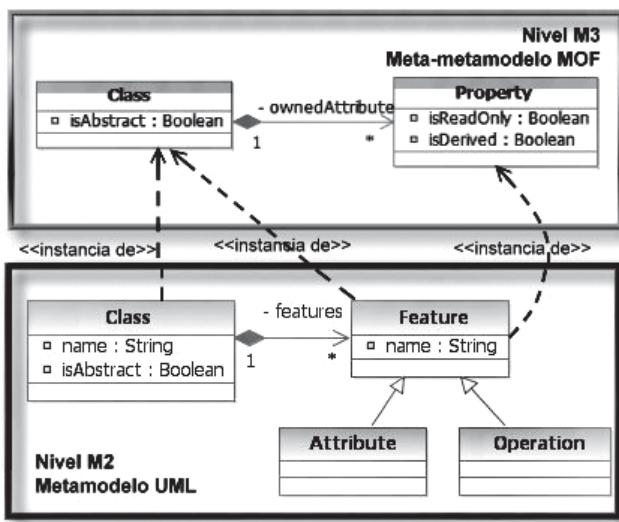 Nivel M3
Meta-metamodelo MOF
Class
isAbstract : Boolean
- ownedAttribute
1
*
Property
isReadOnly : Boolean
isDerived : Boolean
<<instancia de>>
<<instancia de>>
<<instancia de>>
Class
name : String
isAbstract : Boolean
- features
1
*
Feature
name : String
Attribute
Operation
Nivel M2
Metamodelo UML